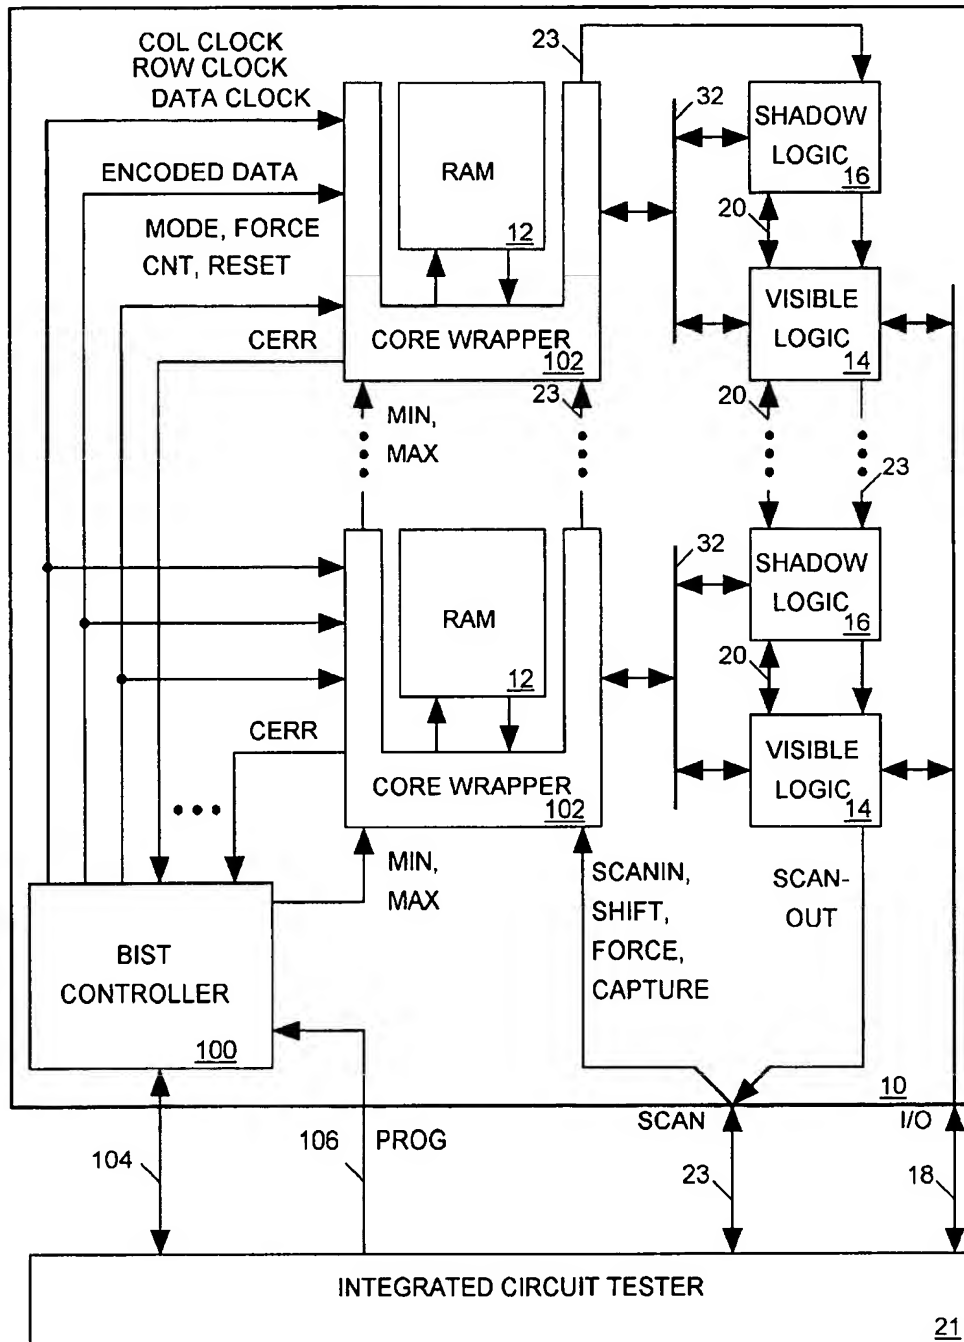 COL CLOCK
ROW CLOCK
DATA CLOCK
ENCODED DATA
MODE, FORCE
CNT, RESET
CERR
RAM
12
CORE WRAPPER
102
23
32
SHADOW
LOGIC
16
20
VISIBLE
LOGIC
14
20
23
MIN,
MAX
23
RAM
12
CORE WRAPPER
102
32
SHADOW
LOGIC
16
20
VISIBLE
LOGIC
14
CERR
MIN,
MAX
SCANIN,
SHIFT,
FORCE,
CAPTURE
SCAN-
OUT
BIST
CONTROLLER
100
10
SCAN
I/O
104
106
PROG
23
18
INTEGRATED CIRCUIT TESTER
21